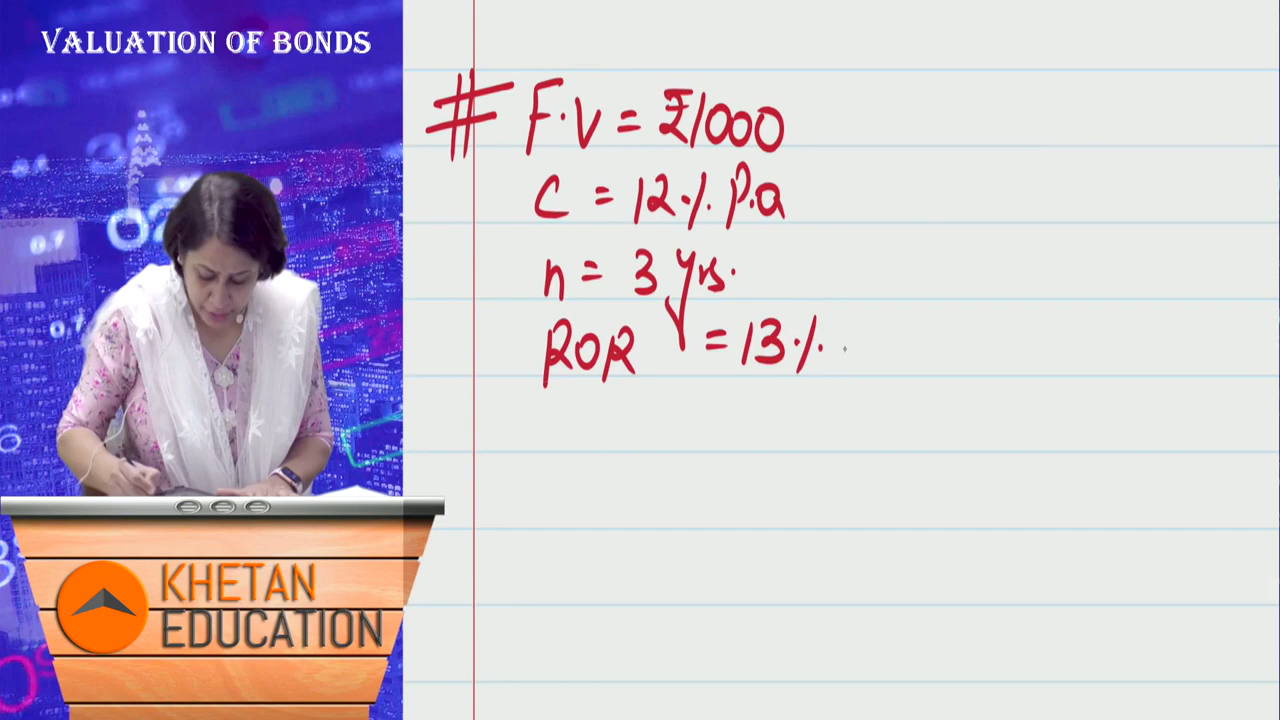 VALUATION OF BONDS
# F.V = ₹1000
C = 12% P.a
n = 3 yrs.
ROR = 13%
KHETAN
EDUCATION